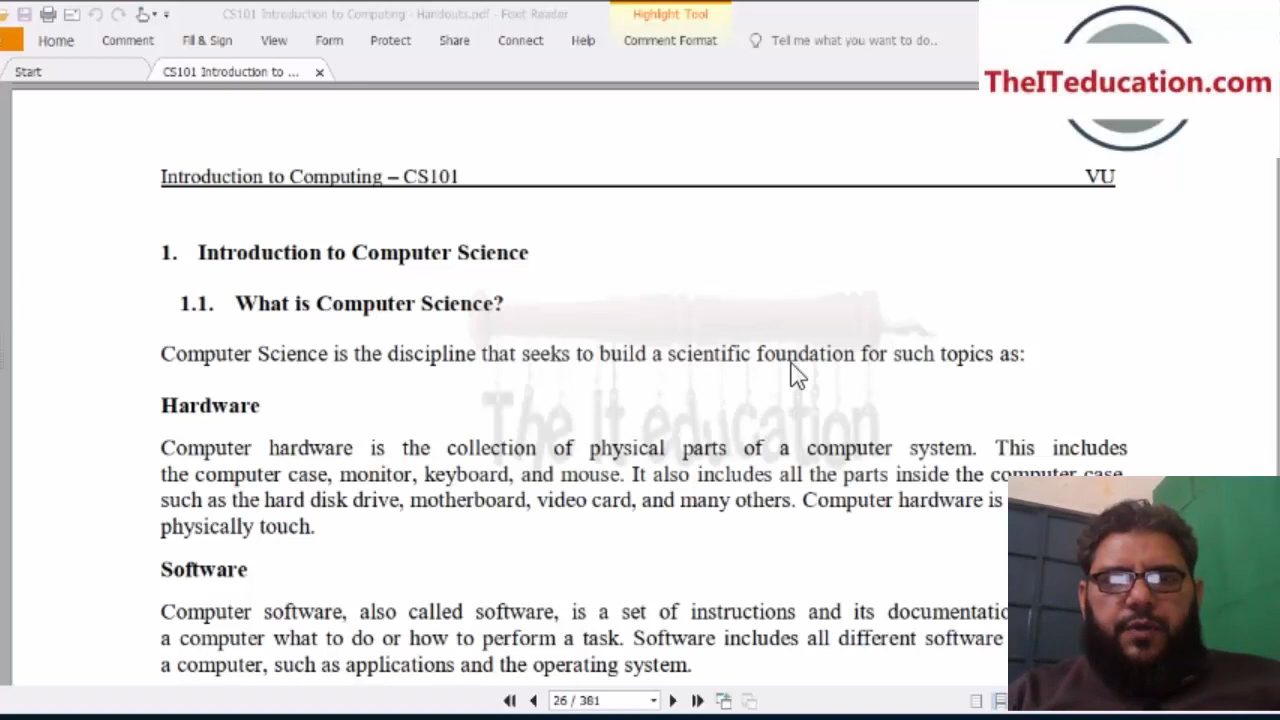 CS101 Introduction to Computing - Handouts.pdf - Foxit Reader
Highlight Tool
Home Comment Fill & Sign View Form Protect Share Connect Help Comment Format Tell me what you want to do..
Start
CS101 Introduction to ...
TheITeducation.com
Introduction to Computing – CS101 VU
1. Introduction to Computer Science
1.1. What is Computer Science?
Computer Science is the discipline that seeks to build a scientific foundation for such topics as:
The It education
Hardware
Computer hardware is the collection of physical parts of a computer system. This includes
the computer case, monitor, keyboard, and mouse. It also includes all the parts inside the computer case,
such as the hard disk drive, motherboard, video card, and many others. Computer hardware is
physically touch.
Software
Computer software, also called software, is a set of instructions and its
a computer what to do or how to perform a task. Software includes all different software
a computer, such as applications and the operating system.
26 / 381